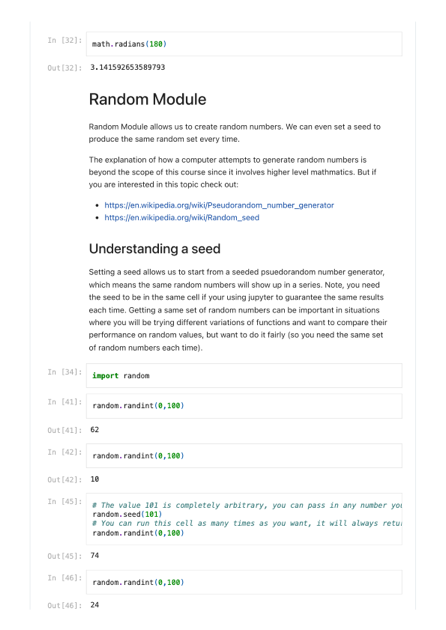 In [32]: math.radians(180)
Out[32]: 3.141592653589793
Random Module
Random Module allows us to create random numbers. We can even set a seed to
produce the same random set every time.
The explanation of how a computer attempts to generate random numbers is
beyond the scope of this course since it involves higher level mathmatics. But if
you are interested in this topic check out:
• https://en.wikipedia.org/wiki/Pseudorandom_number_generator
• https://en.wikipedia.org/wiki/Random_seed
Understanding a seed
Setting a seed allows us to start from a seeded psuedorandom number generator,
which means the same random numbers will show up in a series. Note, you need
the seed to be in the same cell if your using jupyter to guarantee the same results
each time. Getting a same set of random numbers can be important in situations
where you will be trying different variations of functions and want to compare their
performance on random values, but want to do it fairly (so you need the same set
of random numbers each time).
In [34]: import random
In [41]: random.randint(0,100)
Out[41]: 62
In [42]: random.randint(0,100)
Out[42]: 10
In [45]: # The value 101 is completely arbitrary, you can pass in any number you
random.seed(101)
# You can run this cell as many times as you want, it will always retur
random.randint(0,100)
Out[45]: 74
In [46]: random.randint(0,100)
Out[46]: 24